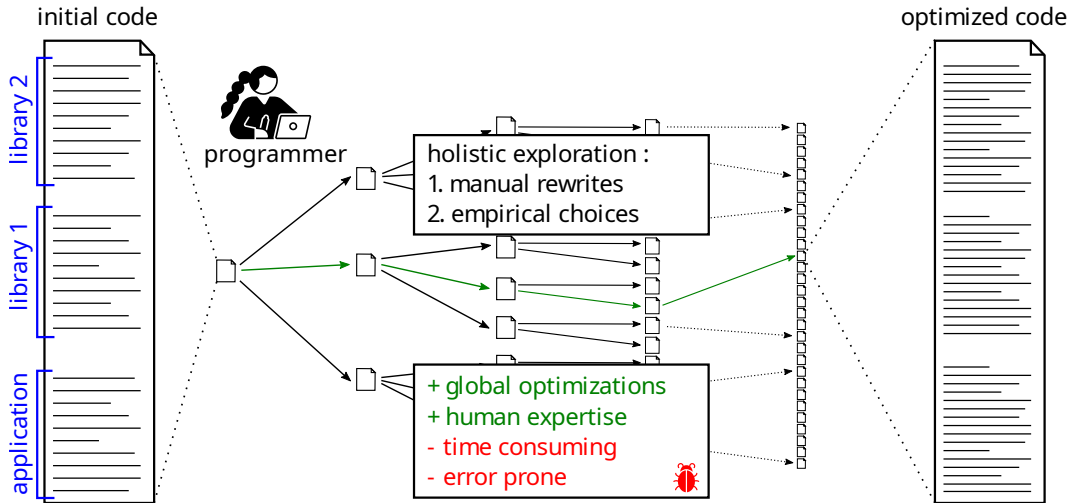 initial code
optimized code
library 2
library 1
application
programmer
holistic exploration :
1. manual rewrites
2. empirical choices
+ global optimizations
+ human expertise
- time consuming
- error prone